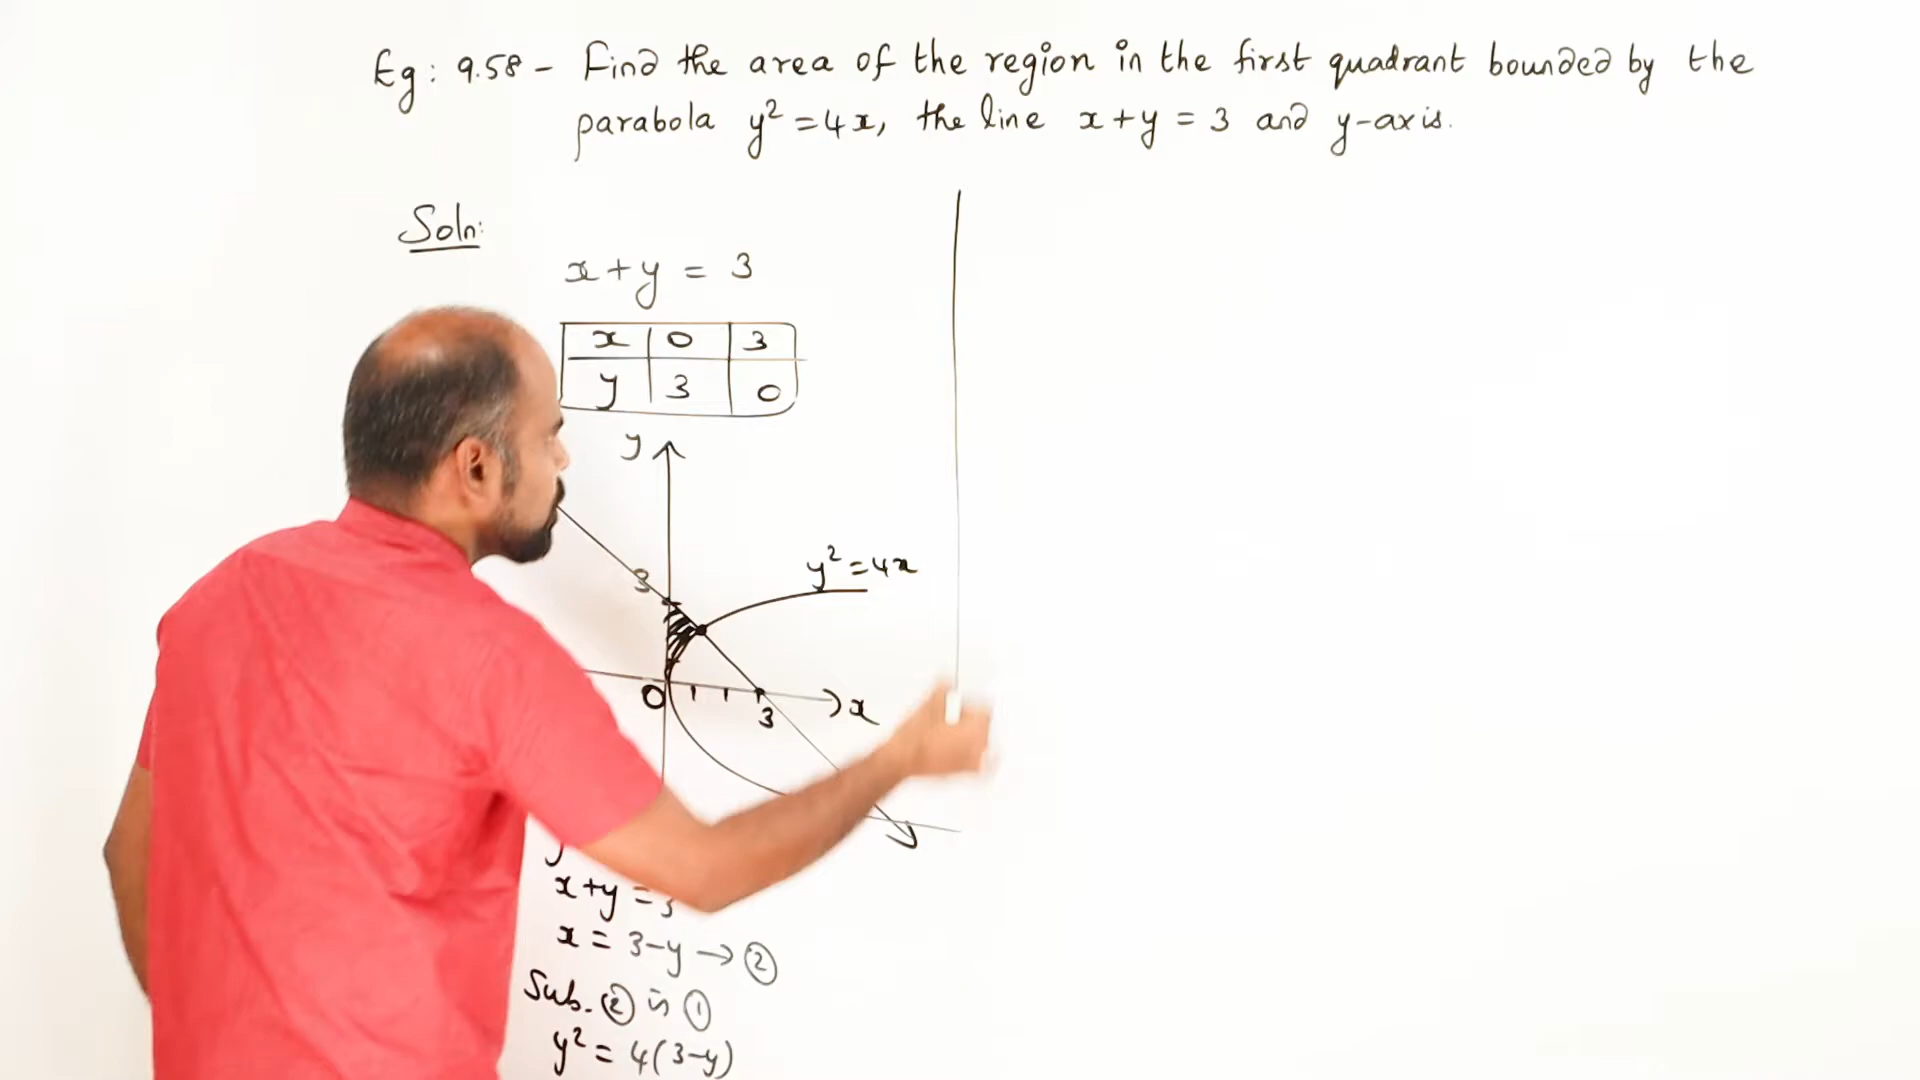 Eg: 9.58 - Find the area of the region in the first quadrant bounded by the
parabola y² = 4x, the line x+y = 3 and y-axis.
Soln:
x+y = 3
x 0 3
y 3 0
y
y² = 4x
3
0
3
x
x+y = 3
x = 3-y → ②
Sub. ② in ①
y² = 4(3-y)